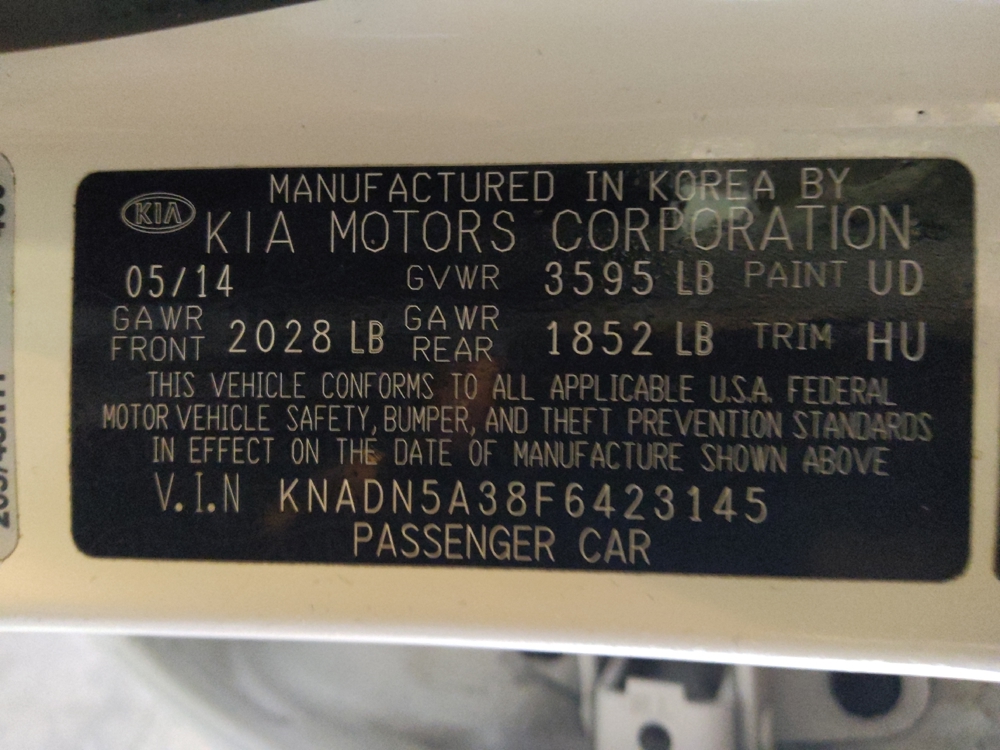 MANUFACTURED IN KOREA BY
KIA KIA MOTORS CORPORATION
05/14 GVWR 3595 LB PAINT UD
GAWR FRONT 2028 LB GAWR REAR 1852 LB TRIM HU
THIS VEHICLE CONFORMS TO ALL APPLICABLE U.S.A. FEDERAL
MOTOR VEHICLE SAFETY, BUMPER, AND THEFT PREVENTION STANDARDS
IN EFFECT ON THE DATE OF MANUFACTURE SHOWN ABOVE
V.I.N KNADN5A38F6423145
PASSENGER CAR